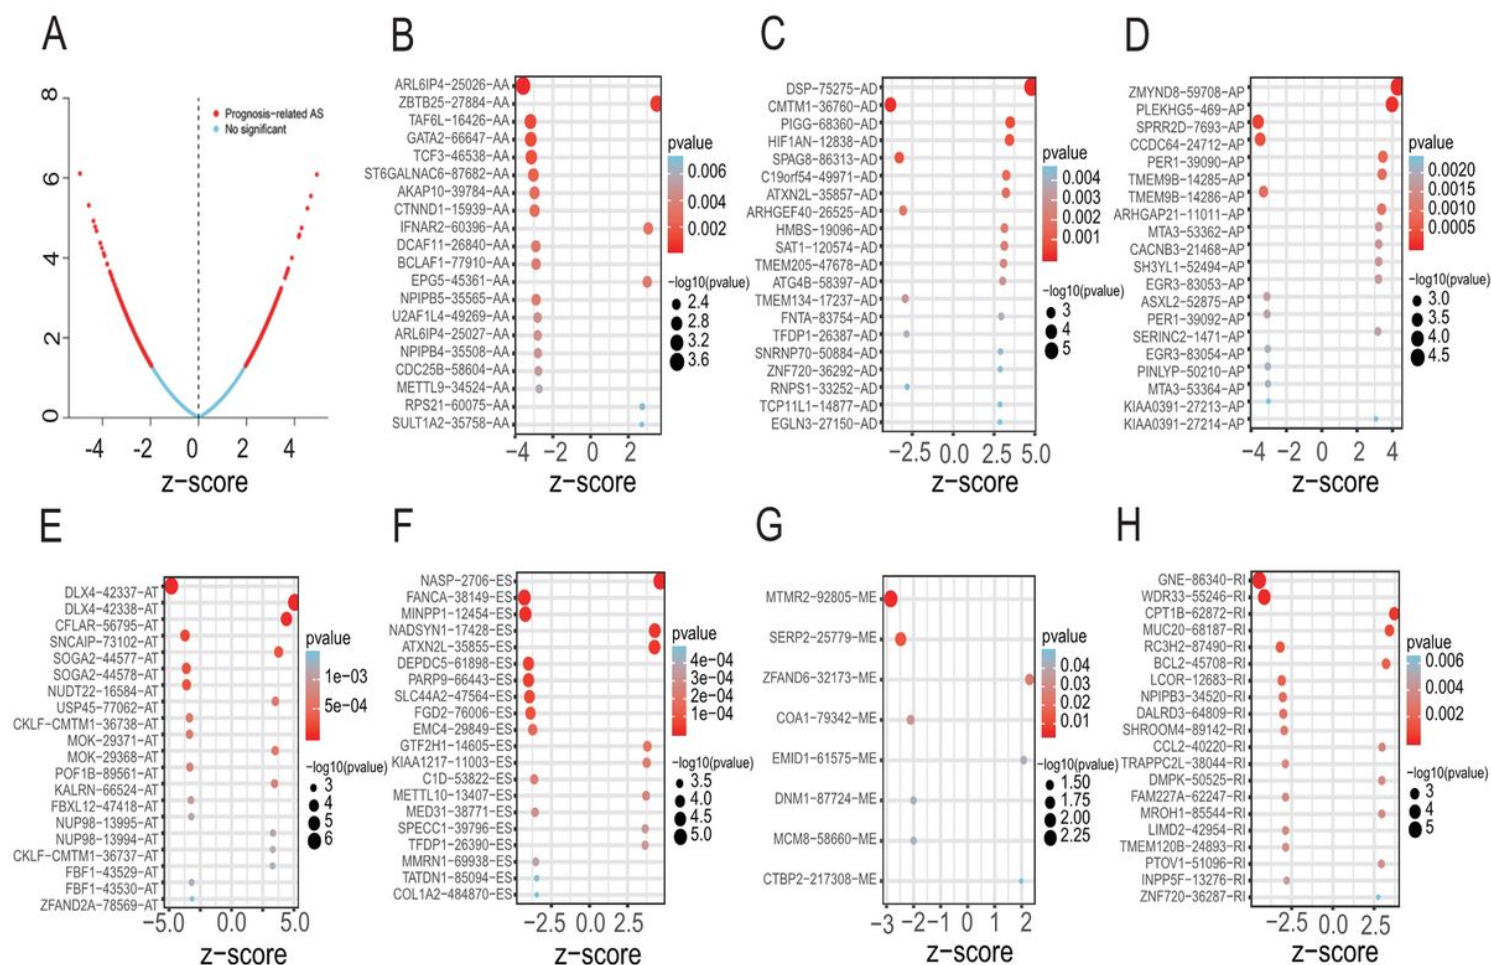 A
8
6
4
2
0
-4
-2
0
2
4
z-score
Prognosis-related AS
No significant
B
ARL6IP4-25026-AA
ZBTB25-27884-AA
TAF6L-16426-AA
GATA2-66647-AA
TCF3-46538-AA
ST6GALNAC6-87682-AA
AKAP10-39784-AA
CTNND1-15939-AA
IFNAR2-60396-AA
DCAF11-26840-AA
BCLAF1-77910-AA
EPG5-45361-AA
NPIPB5-35565-AA
U2AF1L4-49269-AA
ARL6IP4-25027-AA
NPIPB4-35508-AA
CDC25B-58604-AA
METTL9-34524-AA
RPS21-60075-AA
SULT1A2-35758-AA
−4 −2 0 2
z−score
pvalue
0.006
0.004
0.002
−log10(pvalue)
2.4
2.8
3.2
3.6
C
DSP-75275-AD
CMTM1-36760-AD
PIGG-68360-AD
HIF1AN-12838-AD
SPAG8-86313-AD
C19orf54-49971-AD
ATXN2L-35857-AD
ARHGEF40-26525-AD
HMBS-19096-AD
SAT1-120574-AD
TMEM205-47678-AD
ATG4B-58397-AD
TMEM134-17237-AD
FNTA-83754-AD
TFDP1-26387-AD
SNRNP70-50884-AD
ZNF720-36292-AD
RNPS1-33252-AD
TCP11L1-14877-AD
EGLN3-27150-AD
−2.5 0.0 2.5 5.0
z−score
pvalue
0.004
0.003
0.002
0.001
−log10(pvalue)
3
4
5
D
ZMYND8-59708-AP
PLEKHG5-469-AP
SPRR2D-7693-AP
CCDC64-24712-AP
PER1-39090-AP
TMEM9B-14285-AP
TMEM9B-14286-AP
ARHGAP21-11011-AP
MTA3-53362-AP
CACNB3-21468-AP
SH3YL1-52494-AP
EGR3-83053-AP
ASXL2-52875-AP
PER1-39092-AP
SERINC2-1471-AP
EGR3-83054-AP
PINLYP-50210-AP
MTA3-53364-AP
KIAA0391-27213-AP
KIAA0391-27214-AP
−4 −2 0 2 4
z−score
pvalue
0.0020
0.0015
0.0010
0.0005
−log10(pvalue)
3.0
3.5
4.0
4.5
E
DLX4-42337-AT
DLX4-42338-AT
CFLAR-56795-AT
SNCAIP-73102-AT
SOGA2-44577-AT
SOGA2-44578-AT
NUDT22-16584-AT
USP45-77062-AT
CKLF-CMTM1-36738-AT
MOK-29371-AT
MOK-29368-AT
POF1B-89561-AT
KALRN-66524-AT
FBXL12-47418-AT
NUP98-13995-AT
NUP98-13994-AT
CKLF-CMTM1-36737-AT
FBF1-43529-AT
FBF1-43530-AT
ZFAND2A-78569-AT
−5.0 0.0 5.0
z−score
pvalue
1e−03
5e−04
−log10(pvalue)
3
4
5
6
F
NASP-2706-ES
FANCA-38149-ES
MINPP1-12454-ES
NADSYN1-17428-ES
ATXN2L-35855-ES
DEPDC5-61898-ES
PARP9-66443-ES
SLC44A2-47564-ES
FGD2-76006-ES
EMC4-29849-ES
GTF2H1-14605-ES
KIAA1217-11003-ES
C1D-53822-ES
METTL10-13407-ES
MED31-38771-ES
SPECC1-39796-ES
TFDP1-26390-ES
MMRN1-69938-ES
TATDN1-85094-ES
COL1A2-484870-ES
−2.5 0.0 2.5
z−score
pvalue
4e−04
3e−04
2e−04
1e−04
−log10(pvalue)
3.5
4.0
4.5
5.0
G
MTMR2-92805-ME
SERP2-25779-ME
ZFAND6-32173-ME
COA1-79342-ME
EMID1-61575-ME
DNM1-87724-ME
MCM8-58660-ME
CTBP2-217308-ME
−3 −2 −1 0 1 2
z−score
pvalue
0.04
0.03
0.02
0.01
−log10(pvalue)
1.50
1.75
2.00
2.25
H
GNE-86340-RI
WDR33-55246-RI
CPT1B-62872-RI
MUC20-68187-RI
RC3H2-87490-RI
BCL2-45708-RI
LCOR-12683-RI
NPIPB3-34520-RI
DALRD3-64809-RI
SHROOM4-89142-RI
CCL2-40220-RI
TRAPPC2L-38044-RI
DMPK-50525-RI
FAM227A-62247-RI
MROH1-85544-RI
LIMD2-42954-RI
TMEM120B-24893-RI
PTOV1-51096-RI
INPP5F-13276-RI
ZNF720-36287-RI
−2.5 0.0 2.5
z−score
pvalue
0.006
0.004
0.002
−log10(pvalue)
3
4
5